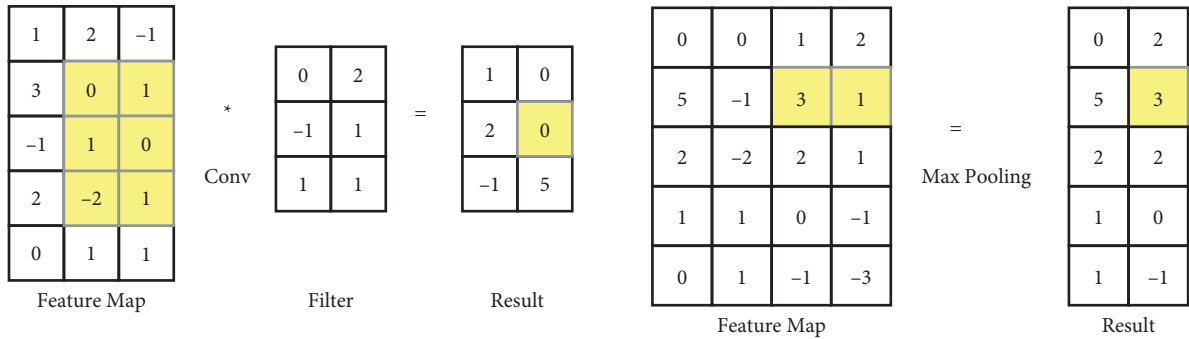 1 2 –1
3 0 1
–1 1 0
2 –2 1
0 1 1
Feature Map
*
Conv
0 2
–1 1
1 1
Filter
=
1 0
2 0
–1 5
Result
0 0 1 2
5 –1 3 1
2 –2 2 1
1 1 0 –1
0 1 –1 –3
Feature Map
=
Max Pooling
0 2
5 3
2 2
1 0
1 –1
Result